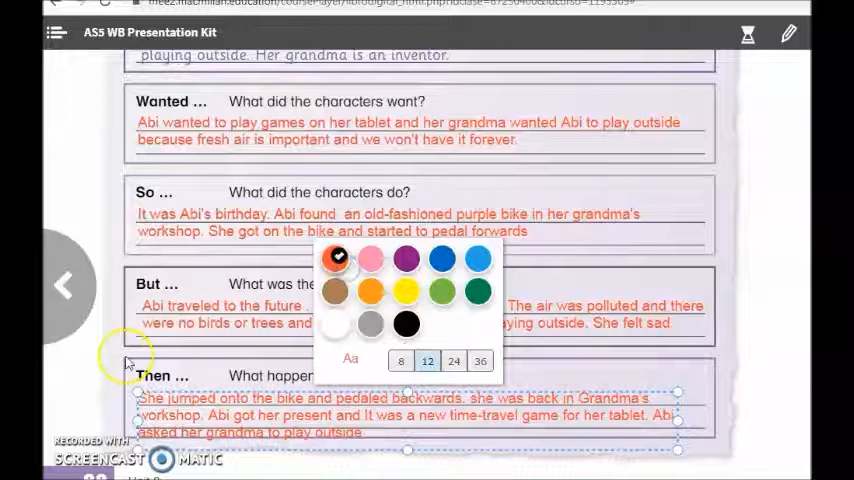 mee2.macmillan.education/coursePlayer/librodigital_html.php?
AS5 WB Presentation Kit
playing outside. Her grandma is an inventor.
Wanted ... What did the characters want?
Abi wanted to play games on her tablet and her grandma wanted Abi to play outside
because fresh air is important and we won't have it forever.
So ... What did the characters do?
It was Abi's birthday. Abi found an old-fashioned purple bike in her grandma's
workshop. She got on the bike and started to pedal forwards
But ... What was the
Abi traveled to the future . The air was polluted and there
were no birds or trees and aying outside. She felt sad.
Aa 8 12 24 36
Then ... What happen
She jumped onto the bike and pedaled backwards. she was back in Grandma's
workshop. Abi got her present and It was a new time-travel game for her tablet. Abi
asked her grandma to play outside
RECORDED WITH
SCREENCAST MATIC